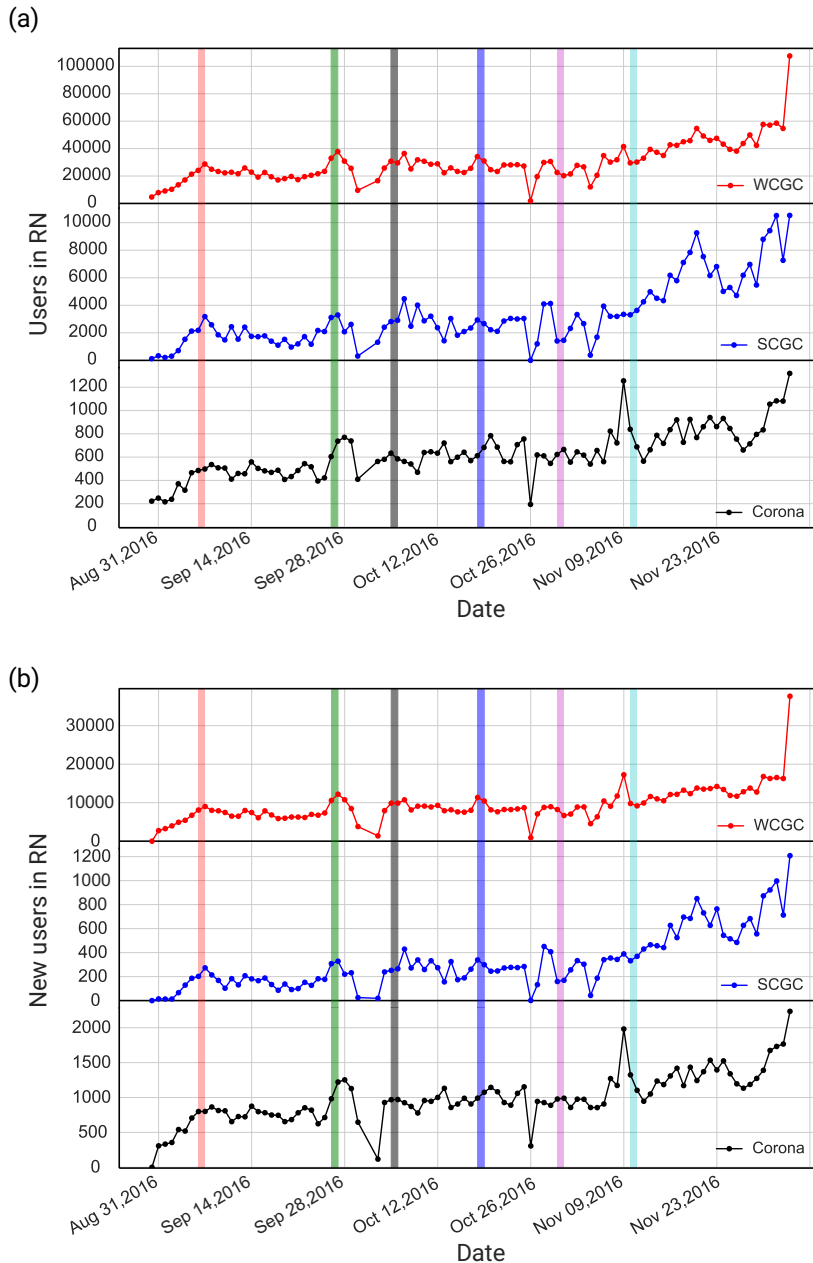 (a)
100000
80000
60000
40000
20000
0
WCGC
10000
8000
6000
4000
2000
0
SCGC
1200
1000
800
600
400
200
0
Corona
Users in RN
Aug 31,2016
Sep 14,2016
Sep 28,2016
Oct 12,2016
Oct 26,2016
Nov 09,2016
Nov 23,2016
Date
(b)
30000
20000
10000
0
WCGC
1200
1000
800
600
400
200
0
SCGC
2000
1500
1000
500
0
Corona
New users in RN
Aug 31,2016
Sep 14,2016
Sep 28,2016
Oct 12,2016
Oct 26,2016
Nov 09,2016
Nov 23,2016
Date